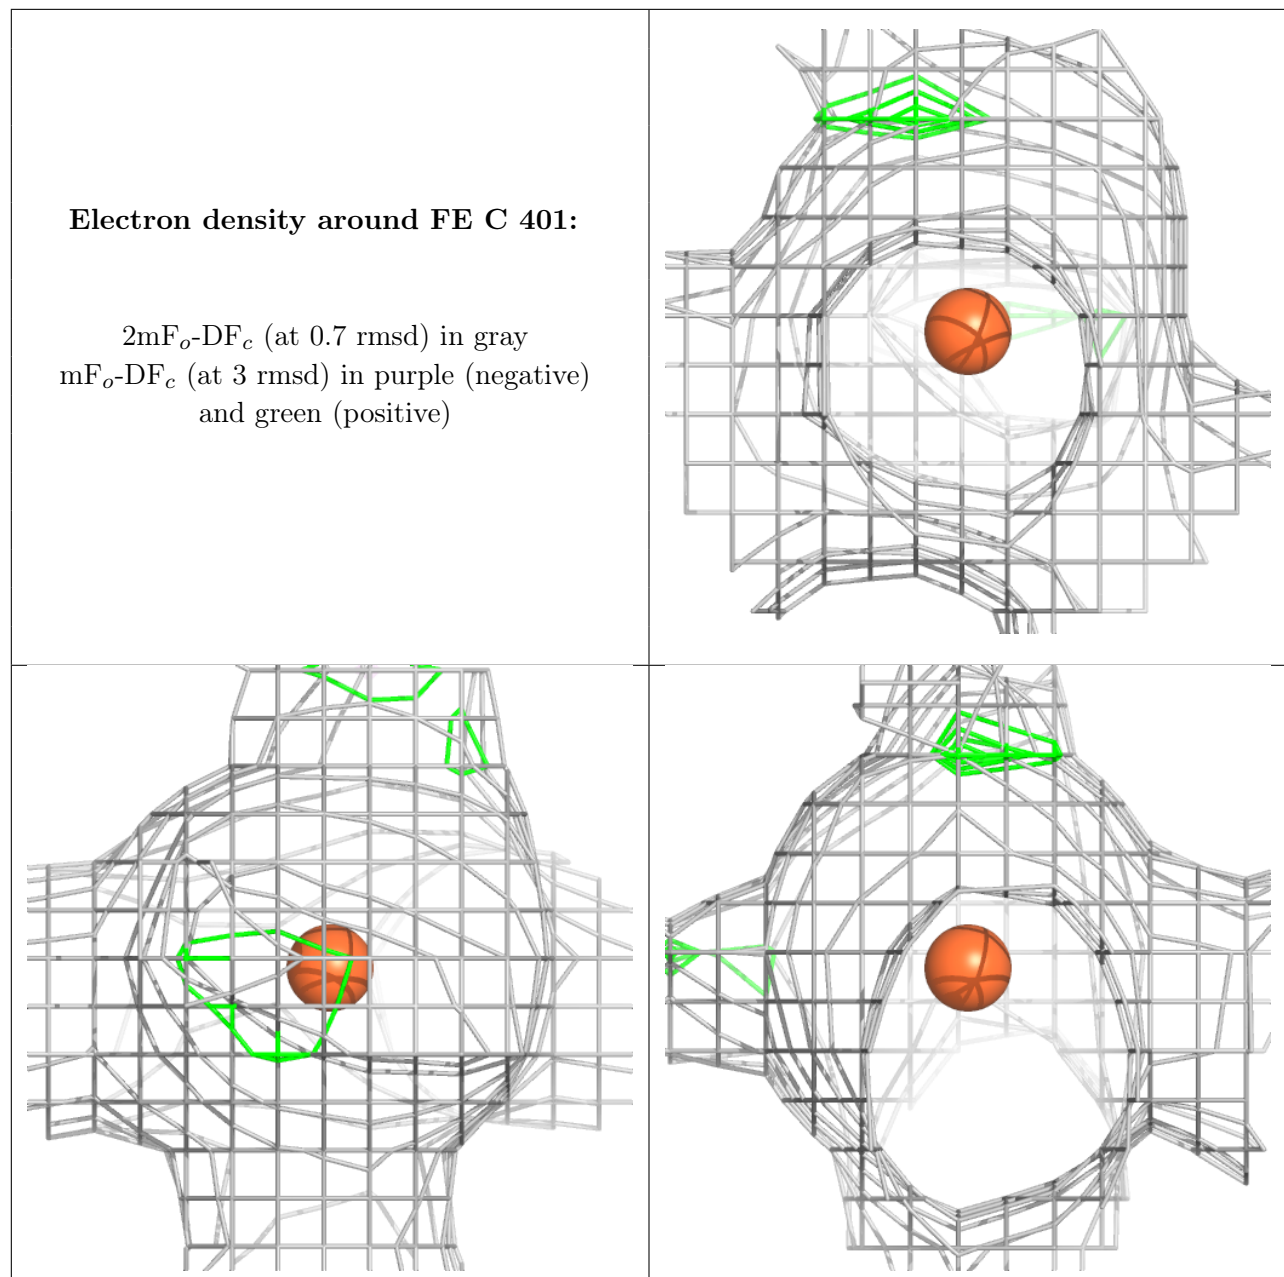 Electron density around FE C 401:
2mFo-DFc (at 0.7 rmsd) in gray
mFo-DFc (at 3 rmsd) in purple (negative)
and green (positive)